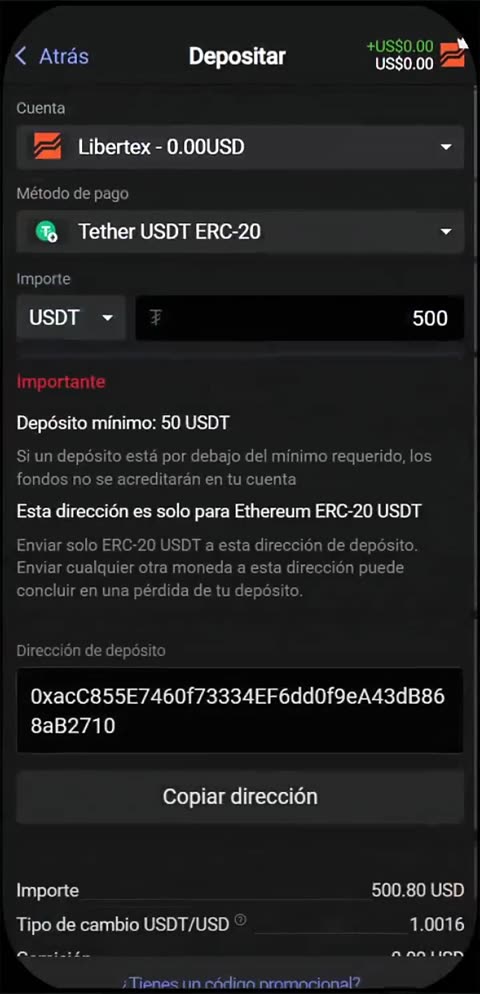 Atrás
Depositar
+US$0.00
US$0.00
Cuenta
Libertex - 0.00USD
Método de pago
Tether USDT ERC-20
Importe
USDT
₮ 500
Importante
Depósito mínimo: 50 USDT
Si un depósito está por debajo del mínimo requerido, los
fondos no se acreditarán en tu cuenta
Esta dirección es solo para Ethereum ERC-20 USDT
Enviar solo ERC-20 USDT a esta dirección de depósito.
Enviar cualquier otra moneda a esta dirección puede
concluir en una pérdida de tu depósito.
Dirección de depósito
0xacC855E7460f73334EF6dd0f9eA43dB86
8aB2710
Copiar dirección
Importe 500.80 USD
Tipo de cambio USDT/USD ? 1.0016
Comisión 0.00 USD
¿Tienes un código promocional?